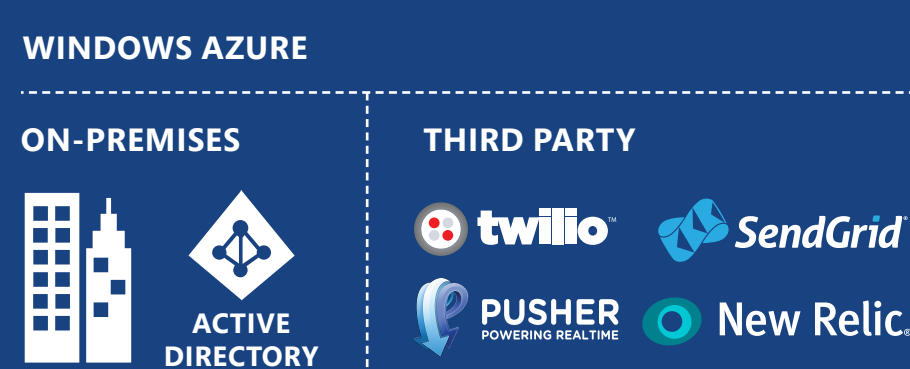 WINDOWS AZURE
ON-PREMISES
THIRD PARTY
twilio™
SendGrid®
PUSHER
POWERING REALTIME
New Relic®
ACTIVE
DIRECTORY